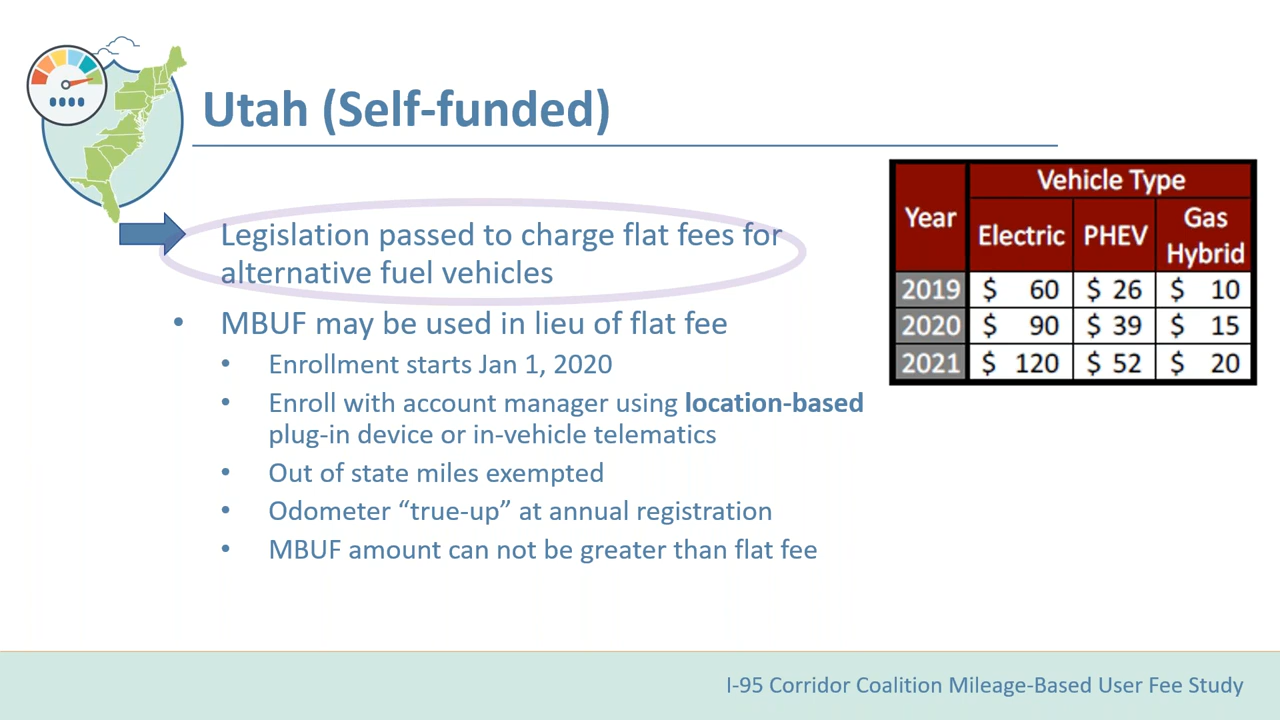 Utah (Self-funded)
Legislation passed to charge flat fees for
alternative fuel vehicles
• MBUF may be used in lieu of flat fee
• Enrollment starts Jan 1, 2020
• Enroll with account manager using location-based
plug-in device or in-vehicle telematics
• Out of state miles exempted
• Odometer “true-up” at annual registration
• MBUF amount can not be greater than flat fee
Year Vehicle Type
Electric PHEV Gas Hybrid
2019 $ 60 $ 26 $ 10
2020 $ 90 $ 39 $ 15
2021 $ 120 $ 52 $ 20
I-95 Corridor Coalition Mileage-Based User Fee Study